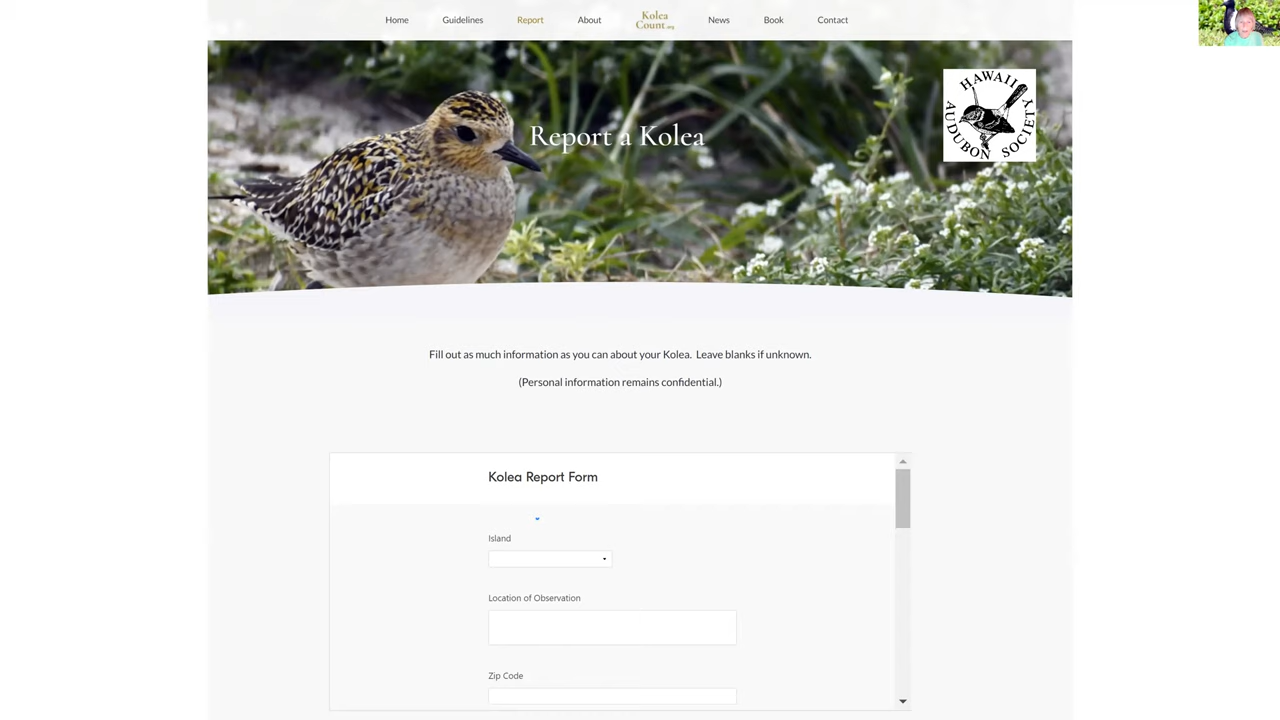 Home Guidelines Report About Kolea Count.org News Book Contact
Report a Kolea
HAWAII AUDUBON SOCIETY
Fill out as much information as you can about your Kolea. Leave blanks if unknown.
(Personal information remains confidential.)
Kolea Report Form
Island
Location of Observation
Zip Code